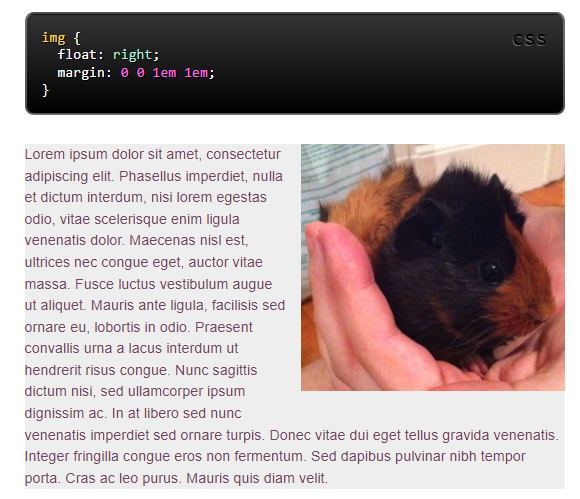 img {
CSS
  float: right;
  margin: 0 0 1em 1em;
}
Lorem ipsum dolor sit amet, consectetur
adipiscing elit. Phasellus imperdiet, nulla
et dictum interdum, nisi lorem egestas
odio, vitae scelerisque enim ligula
venenatis dolor. Maecenas nisl est,
ultrices nec congue eget, auctor vitae
massa. Fusce luctus vestibulum augue
ut aliquet. Mauris ante ligula, facilisis sed
ornare eu, lobortis in odio. Praesent
convallis urna a lacus interdum ut
hendrerit risus congue. Nunc sagittis
dictum nisi, sed ullamcorper ipsum
dignissim ac. In at libero sed nunc
venenatis imperdiet sed ornare turpis. Donec vitae dui eget tellus gravida venenatis.
Integer fringilla congue eros non fermentum. Sed dapibus pulvinar nibh tempor
porta. Cras ac leo purus. Mauris quis diam velit.